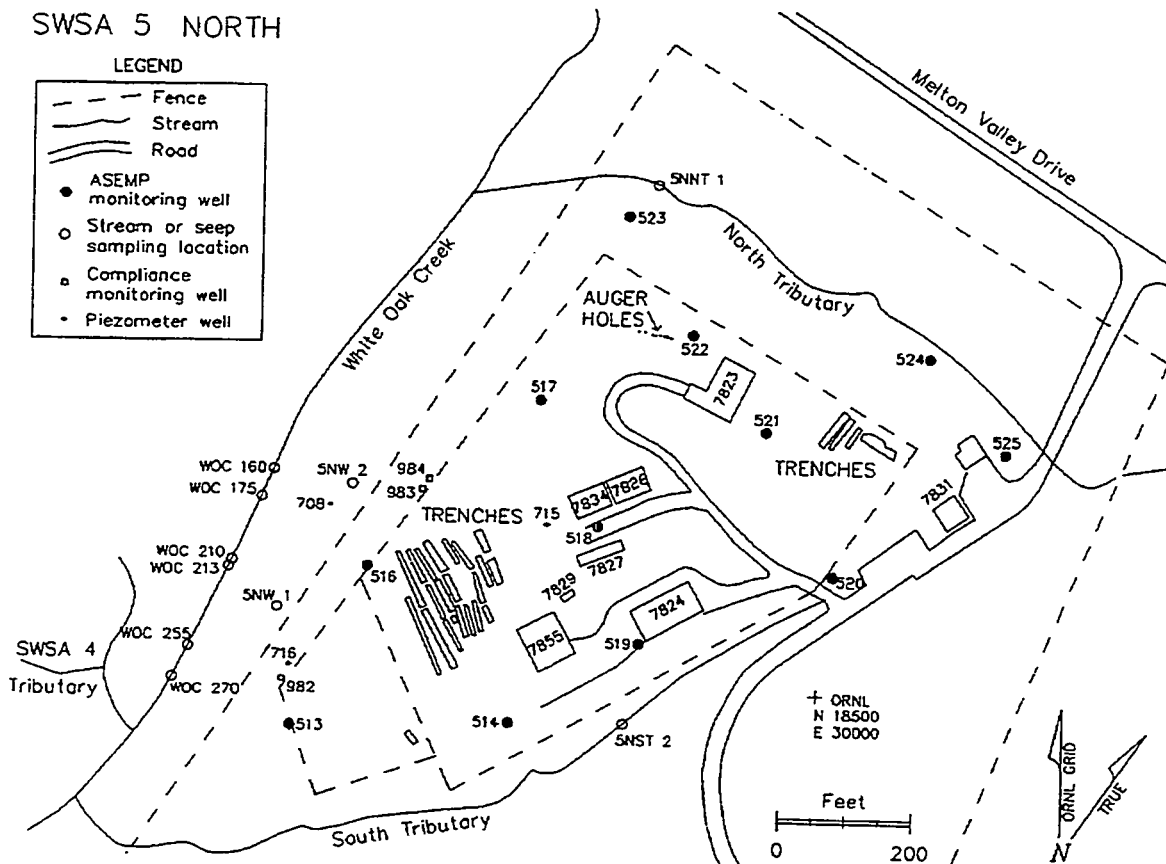 SWSA 5 NORTH
LEGEND
Fence
Stream
Road
ASEMP
monitoring well
Stream or seep
sampling location
Compliance
monitoring well
Piezometer well
Melton Valley Drive
5NNT 1
523
North Tributary
White Oak Creek
AUGER
HOLES
522
524
7823
517
521
TRENCHES
525
7831
WOC 160
WOC 175
5NW 2
984
983
708
TRENCHES
715
7834
7826
518
7827
WOC 210
WOC 213
516
7829
520
5NW 1
7824
WOC 255
SWSA 4
Tributary
716
7855
519
WOC 270
982
513
514
5NST 2
ORNL
N 18500
E 30000
South Tributary
Feet
0
200
ORNL GRID
TRUE
N